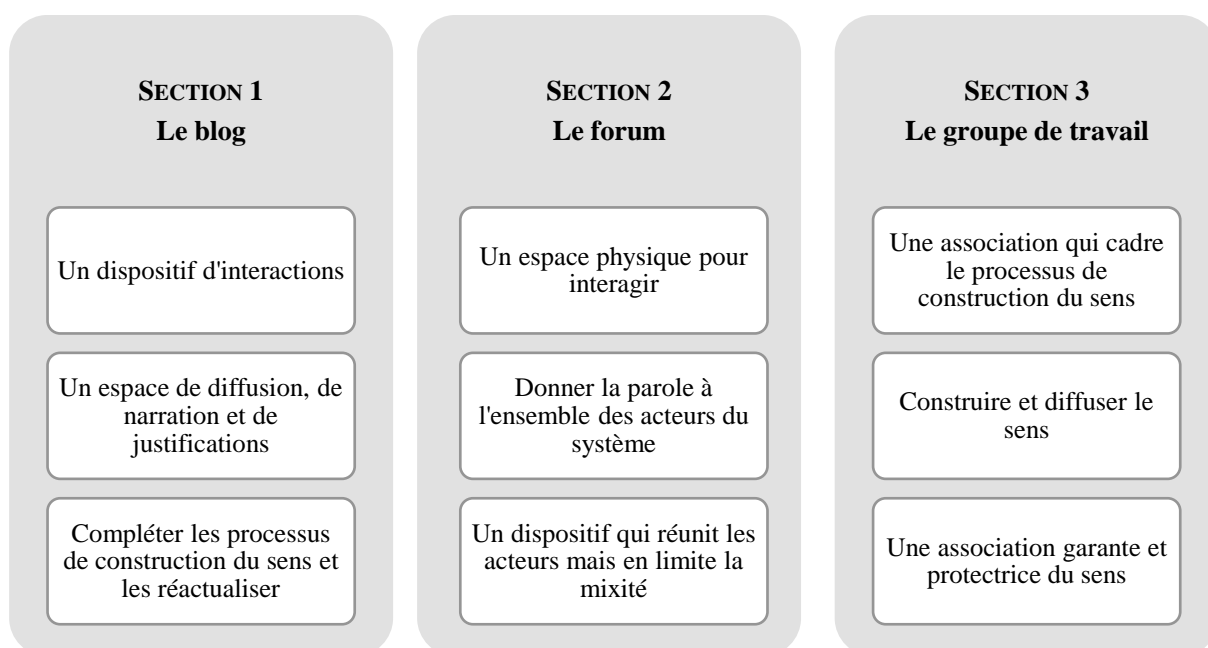 SECTION 1
Le blog
Un dispositif d'interactions
Un espace de diffusion, de
narration et de
justifications
Compléter les processus
de construction du sens et
les réactualiser
SECTION 2
Le forum
Un espace physique pour
interagir
Donner la parole à
l'ensemble des acteurs du
système
Un dispositif qui réunit les
acteurs mais en limite la
mixité
SECTION 3
Le groupe de travail
Une association qui cadre
le processus de
construction du sens
Construire et diffuser le
sens
Une association garante et
protectrice du sens